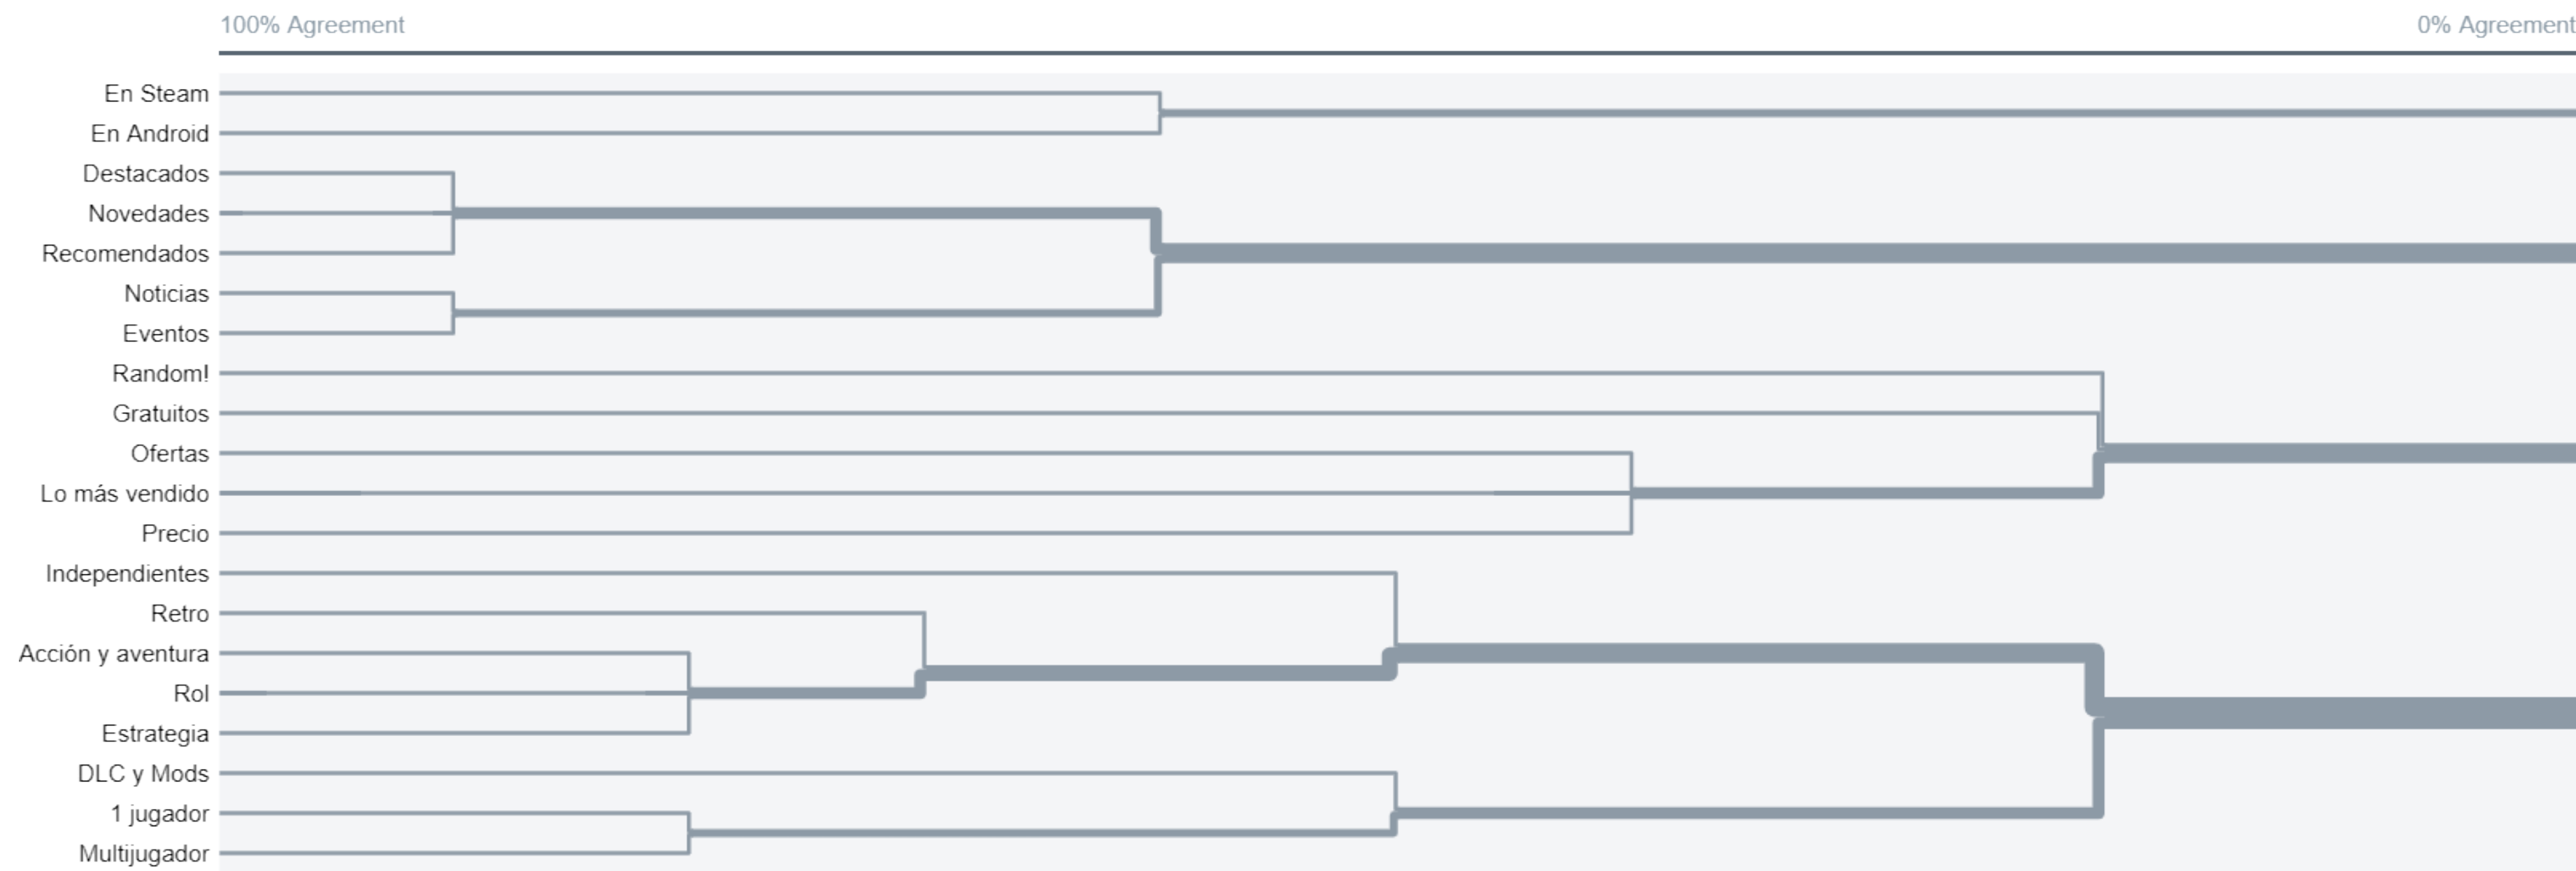 100% Agreement
0% Agreement
En Steam
En Android
Destacados
Novedades
Recomendados
Noticias
Eventos
Random!
Gratuitos
Ofertas
Lo más vendido
Precio
Independientes
Retro
Acción y aventura
Rol
Estrategia
DLC y Mods
1 jugador
Multijugador